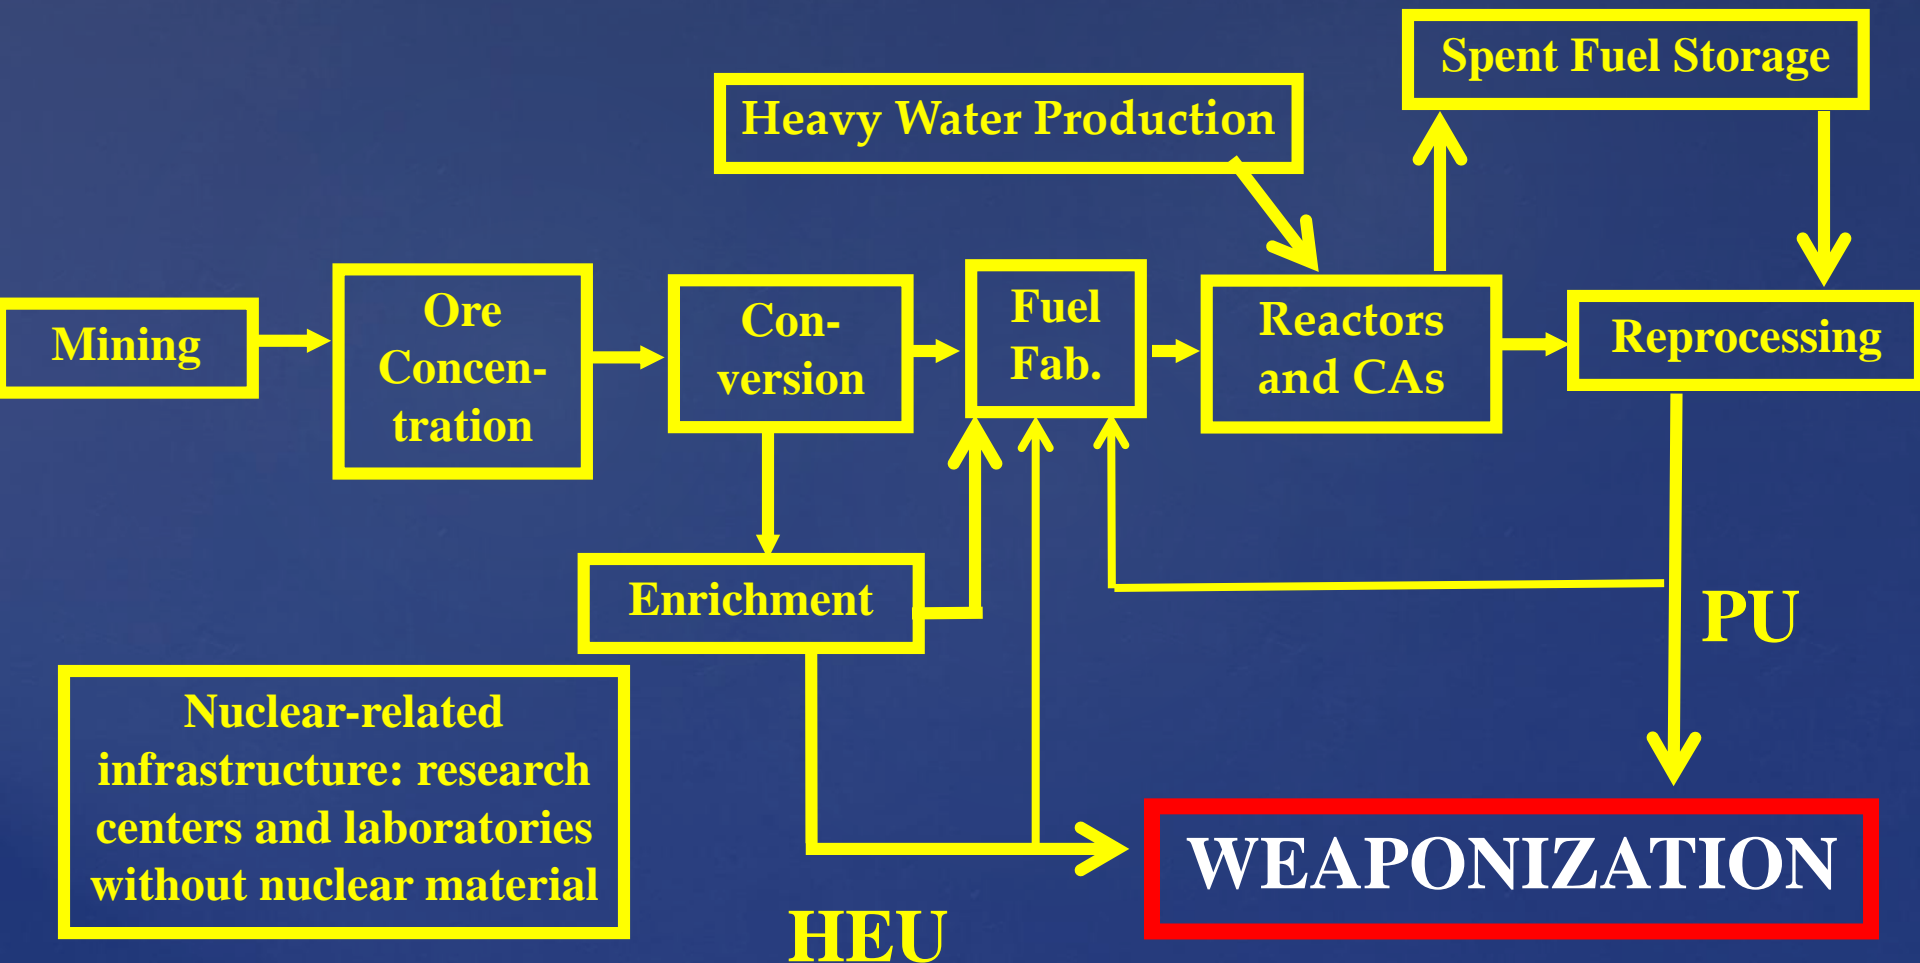 Spent Fuel Storage
Heavy Water Production
Mining
Ore
Concen-
tration
Con-
version
Fuel
Fab.
Reactors
and CAs
Reprocessing
Enrichment
PU
Nuclear-related
infrastructure: research
centers and laboratories
without nuclear material
WEAPONIZATION
HEU